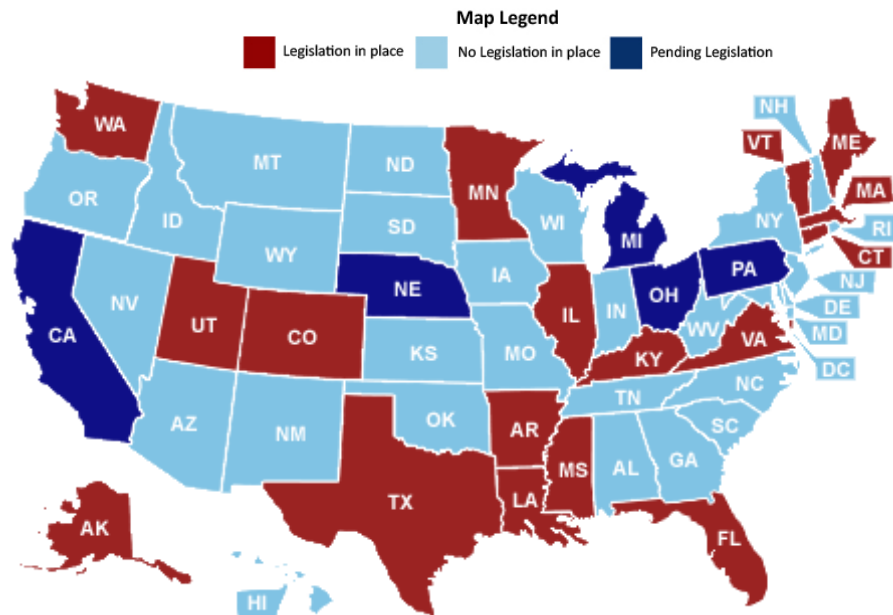 Map Legend
Legislation in place
No Legislation in place
Pending Legislation
NH
WA
VT
ME
MT
ND
MN
OR
MA
ID
SD
WI
NY
RI
WY
MI
CT
IA
PA
NE
NJ
NV
OH
IL
IN
DE
UT
CO
WV
MD
CA
VA
KS
MO
KY
DC
NC
TN
AZ
OK
NM
AR
SC
MS
AL
GA
TX
LA
AK
FL
HI